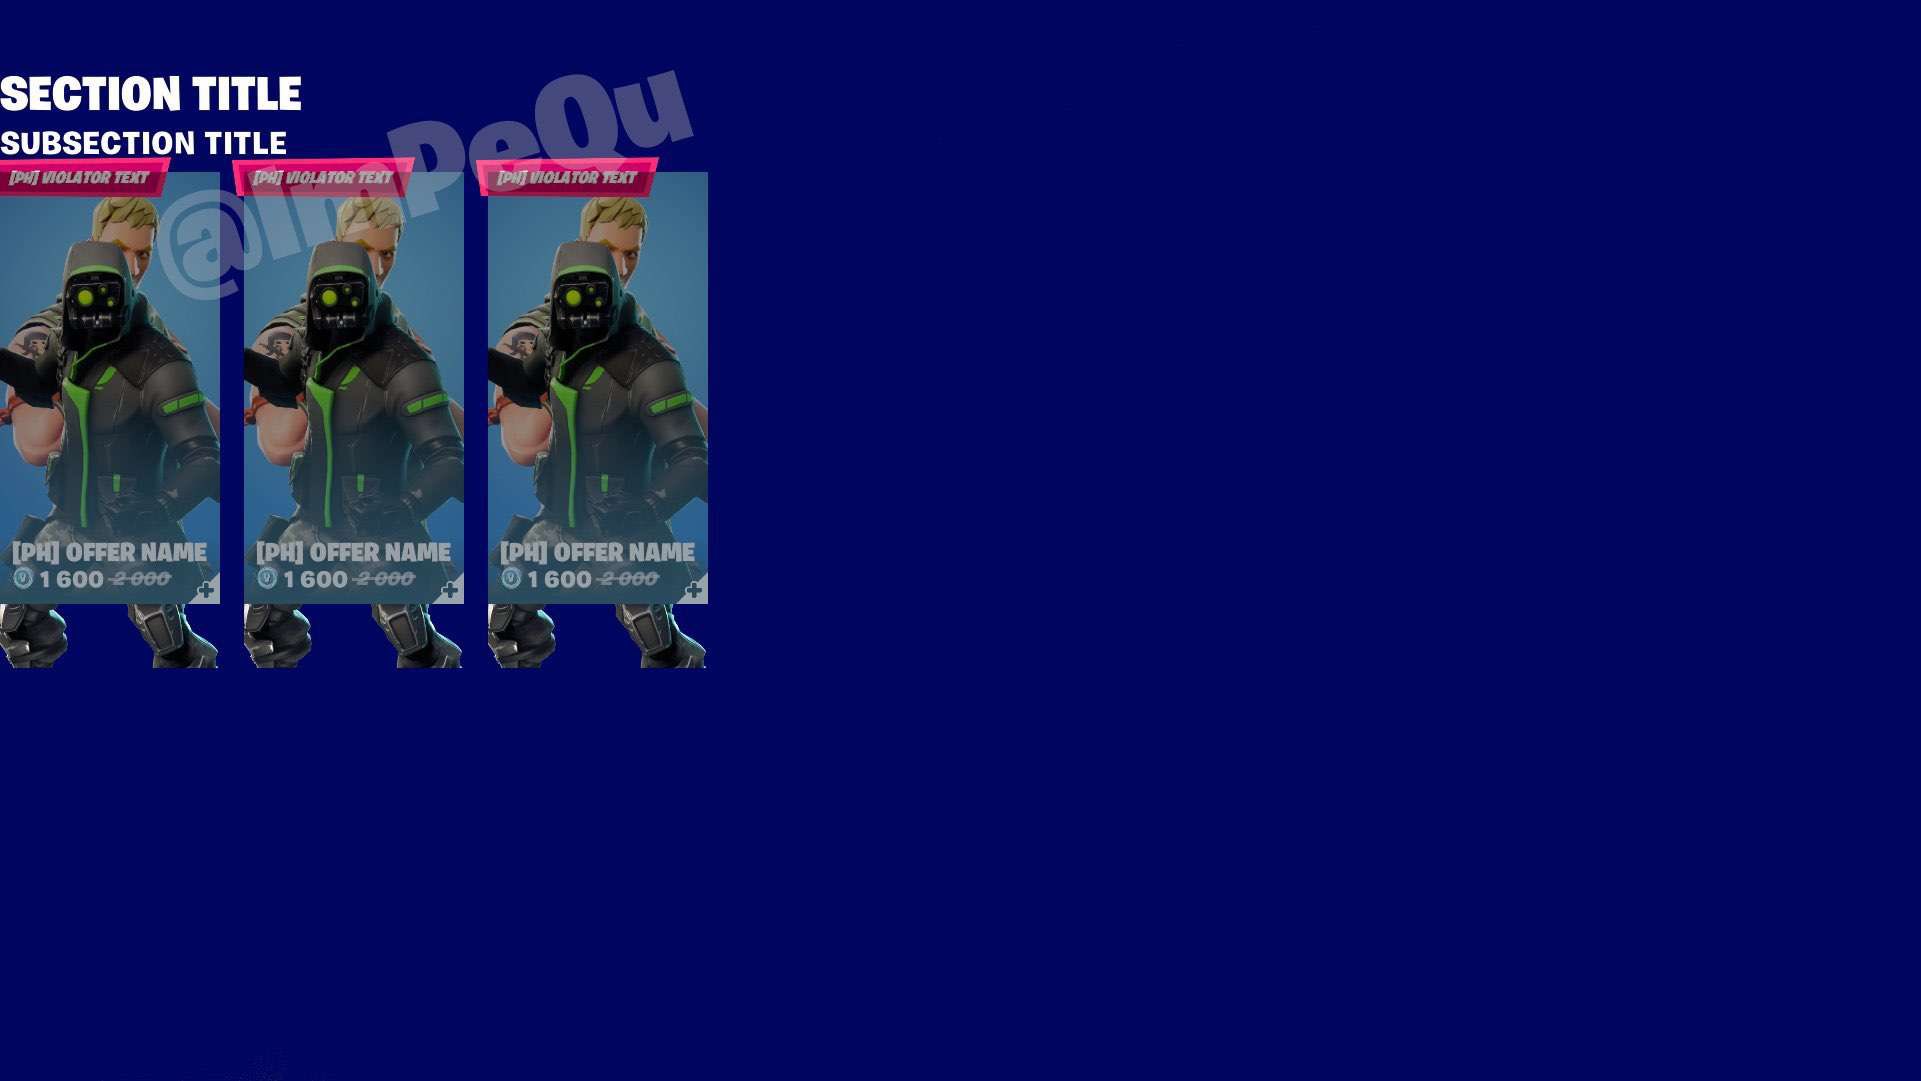 SECTION TITLE
SUBSECTION TITLE
@ImPeQu
[PH] VIOLATOR TEXT
[PH] VIOLATOR TEXT
[PH] VIOLATOR TEXT
[PH] OFFER NAME
1 600 2 000
[PH] OFFER NAME
1 600 2 000
[PH] OFFER NAME
1 600 2 000